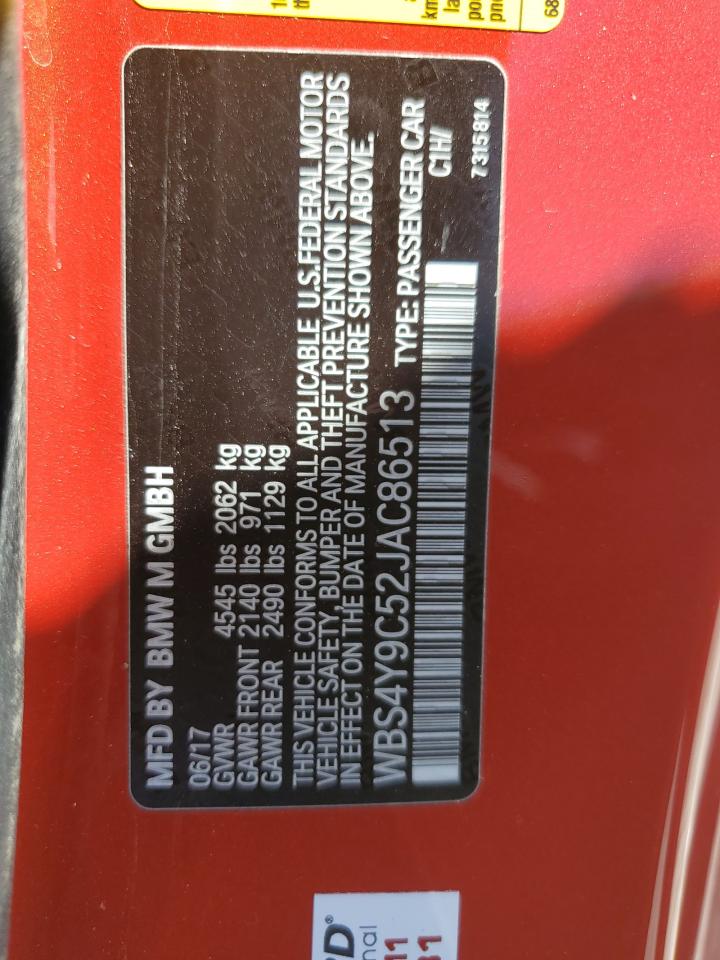 MFD BY BMW M GMBH
06/17
GVWR 4545 lbs 2062 kg
GAWR FRONT 2140 lbs 971 kg
GAWR REAR 2490 lbs 1129 kg
THIS VEHICLE CONFORMS TO ALL APPLICABLE U.S. FEDERAL MOTOR
VEHICLE SAFETY, BUMPER AND THEFT PREVENTION STANDARDS
IN EFFECT ON THE DATE OF MANUFACTURE SHOWN ABOVE.
WBS4Y9C52JAC86513 TYPE: PASSENGER CAR
C1H/
7315814